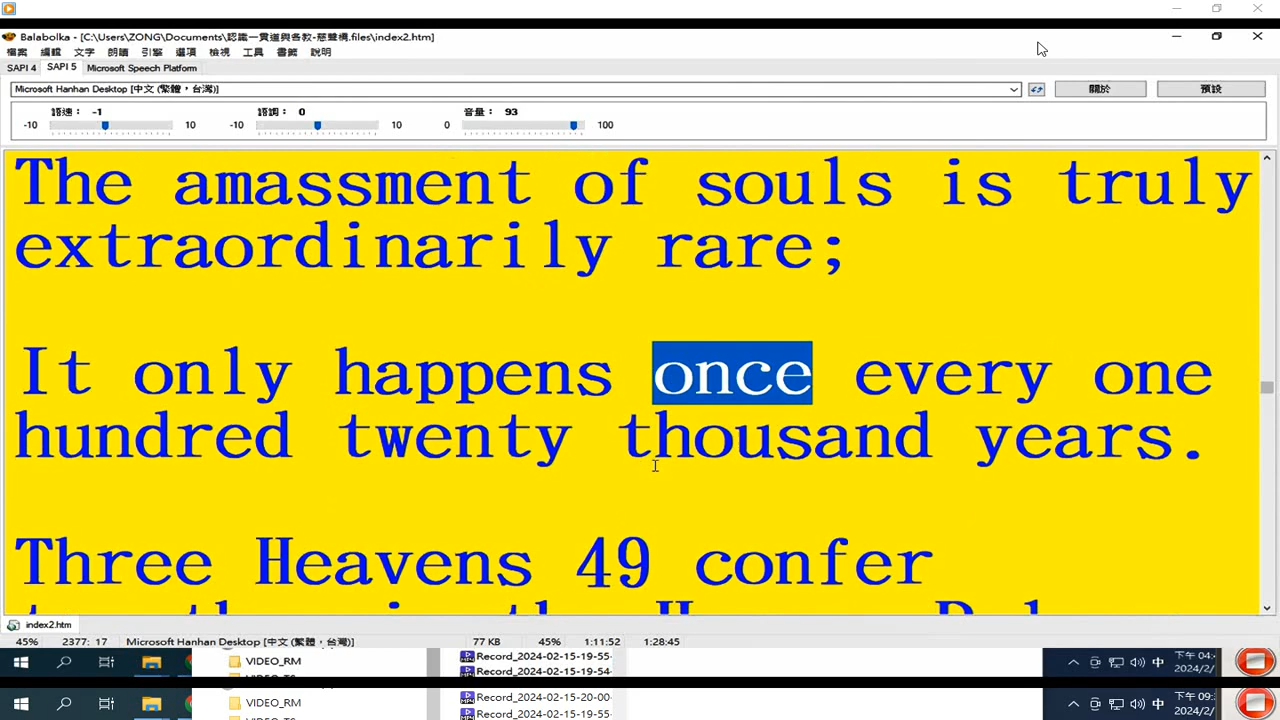 Balabolka - [C:\Users\ZONG\Documents\認識一貫道與各教-慈聲橋.files\index2.htm]
檔案 編輯 文字 朗讀 引擎 選項 檢視 工具 書籤 說明
SAPI 4 SAPI 5 Microsoft Speech Platform
Microsoft Hanhan Desktop [中文 (繁體，台灣)] 關於 預設
語速： -1 語調： 0 音量： 93
-10 10 -10 10 0 100
The amassment of souls is truly
extraordinarily rare;
It only happens once every one
hundred twenty thousand years.
Three Heavens 49 confer
index2.htm
45% 2377: 17 Microsoft Hanhan Desktop [中文 (繁體，台灣)] 77 KB 45% 1:11:52 1:28:45
VIDEO_RM Record_2024-02-15-19-55- 中 下午 04:
Record_2024-02-15-19-54- 2024/2/
VIDEO_RM Record_2024-02-15-20-00- 中 下午 09:
Record_2024-02-15-19-55- 2024/2/